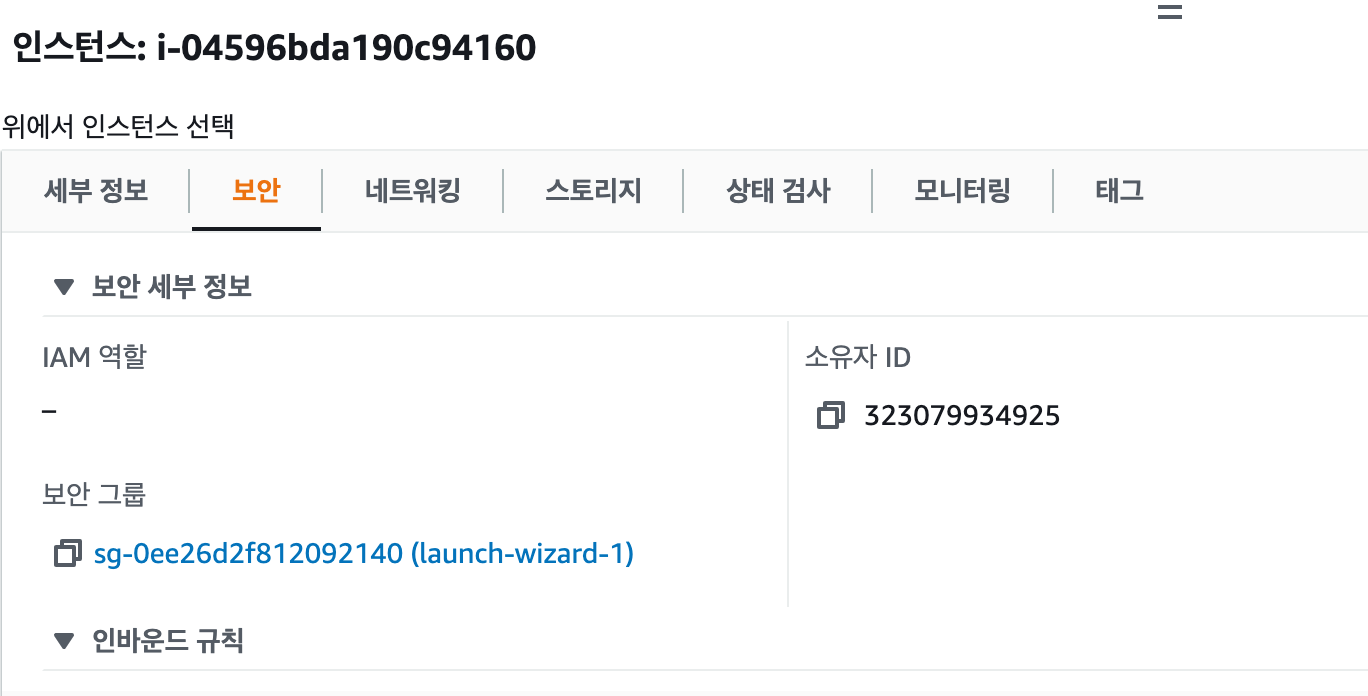 인스턴스: i-04596bda190c94160
위에서 인스턴스 선택
세부 정보 보안 네트워킹 스토리지 상태 검사 모니터링 태그
보안 세부 정보
IAM 역할
–
소유자 ID
323079934925
보안 그룹
sg-0ee26d2f812092140 (launch-wizard-1)
인바운드 규칙